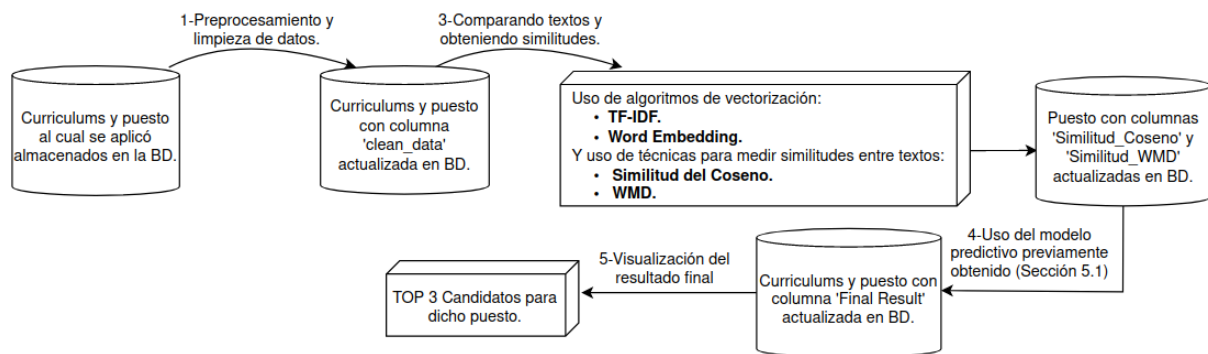 1-Preprocesamiento y
limpieza de datos.
3-Comparando textos y
obteniendo similitudes.
Curriculums y puesto
al cual se aplicó
almacenados en la BD.
Curriculums y puesto
con columna
'clean_data'
actualizada en BD.
Uso de algoritmos de vectorización:
• TF-IDF.
• Word Embedding.
Y uso de técnicas para medir similitudes entre textos:
• Similitud del Coseno.
• WMD.
Puesto con columnas
'Similitud_Coseno' y
'Similitud_WMD'
actualizadas en BD.
4-Uso del modelo
predictivo previamente
obtenido (Sección 5.1)
Curriculums y puesto con
columna 'Final Result'
actualizada en BD.
5-Visualización del
resultado final
TOP 3 Candidatos para
dicho puesto.